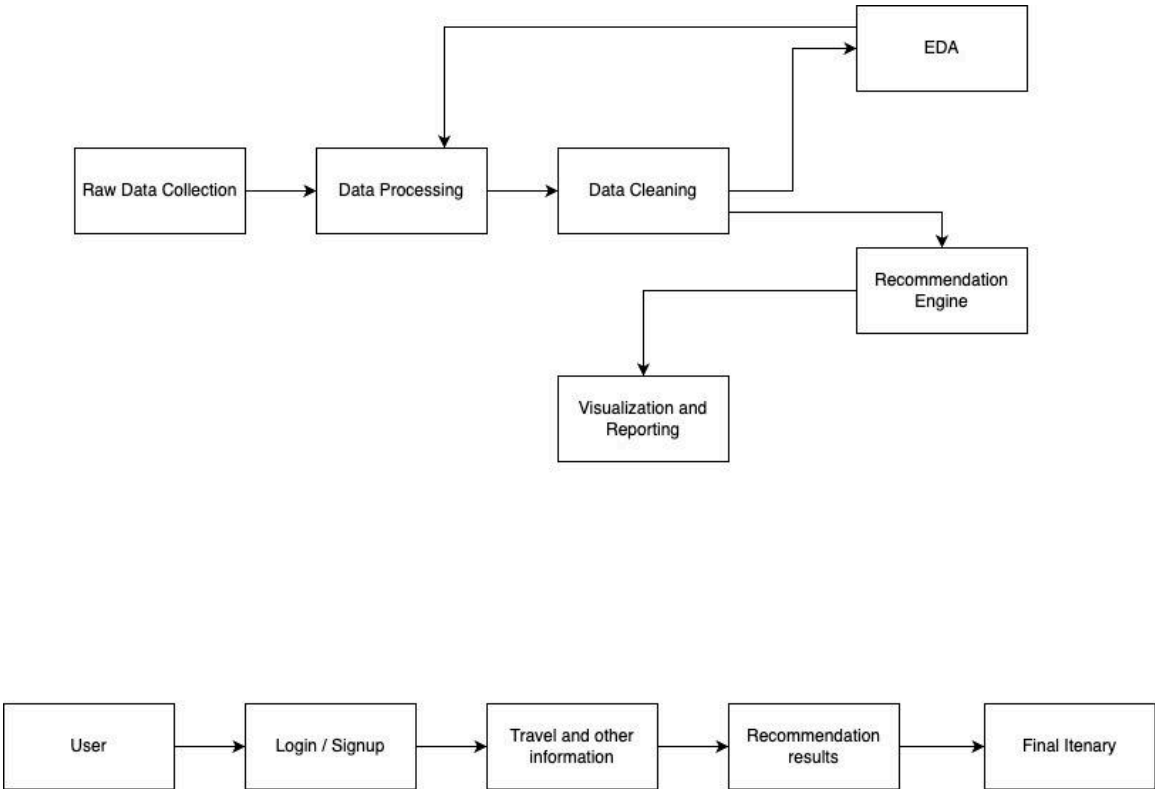 EDA
Raw Data Collection
Data Processing
Data Cleaning
Recommendation
Engine
Visualization and
Reporting
User
Login / Signup
Travel and other
information
Recommendation
results
Final Itenary